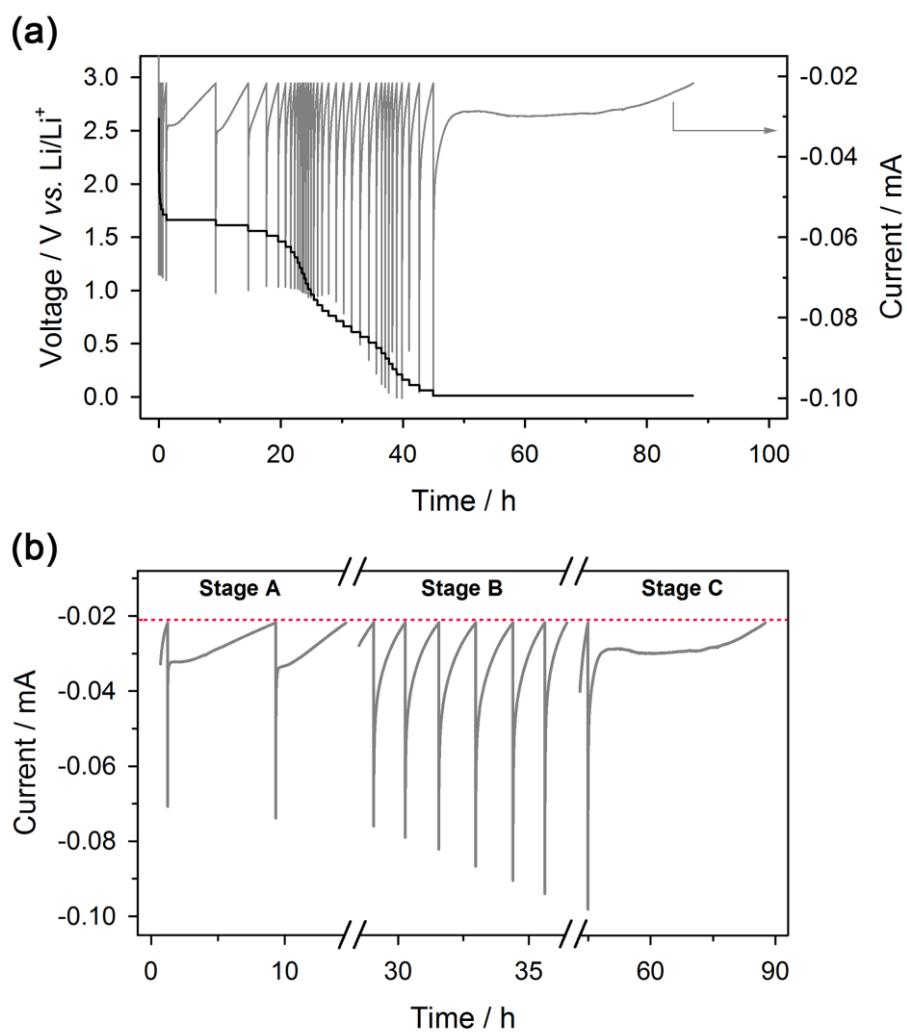 (a)
3.0
2.5
2.0
1.5
1.0
0.5
0.0
Voltage / V vs. Li/Li⁺
-0.02
-0.04
-0.06
-0.08
-0.10
Current / mA
0 20 40 60 80 100
Time / h
(b)
Stage A Stage B Stage C
-0.02
-0.04
-0.06
-0.08
-0.10
Current / mA
0 10 30 35 60 90
Time / h